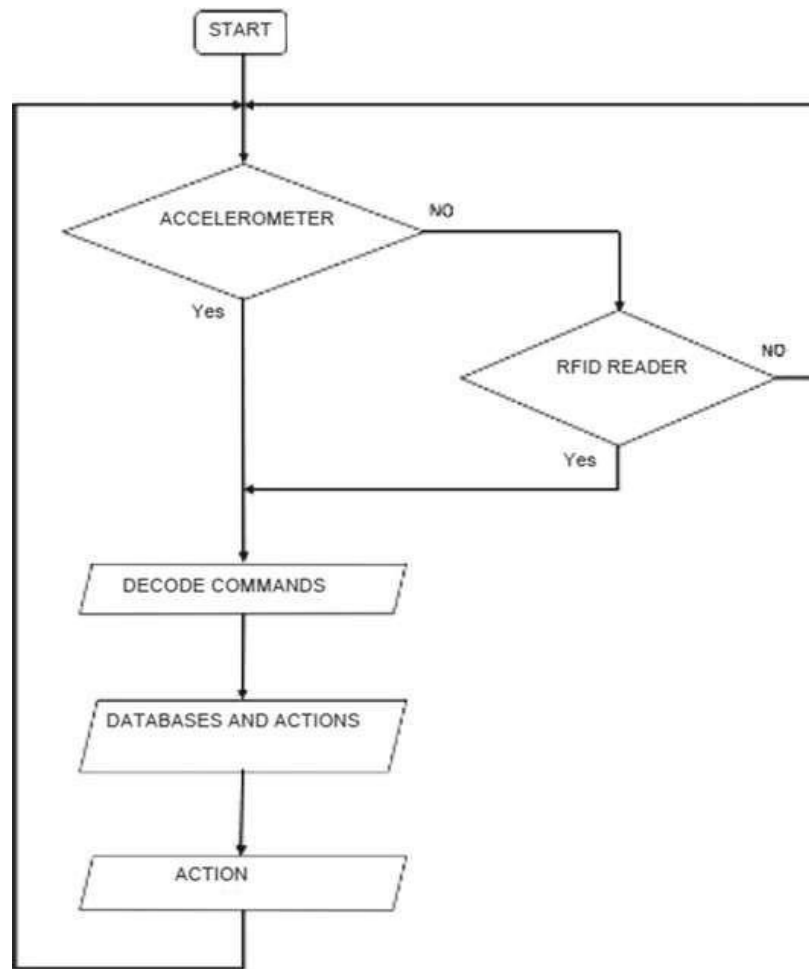 START
ACCELEROMETER
NO
Yes
RFID READER
NO
Yes
DECODE COMMANDS
DATABASES AND ACTIONS
ACTION